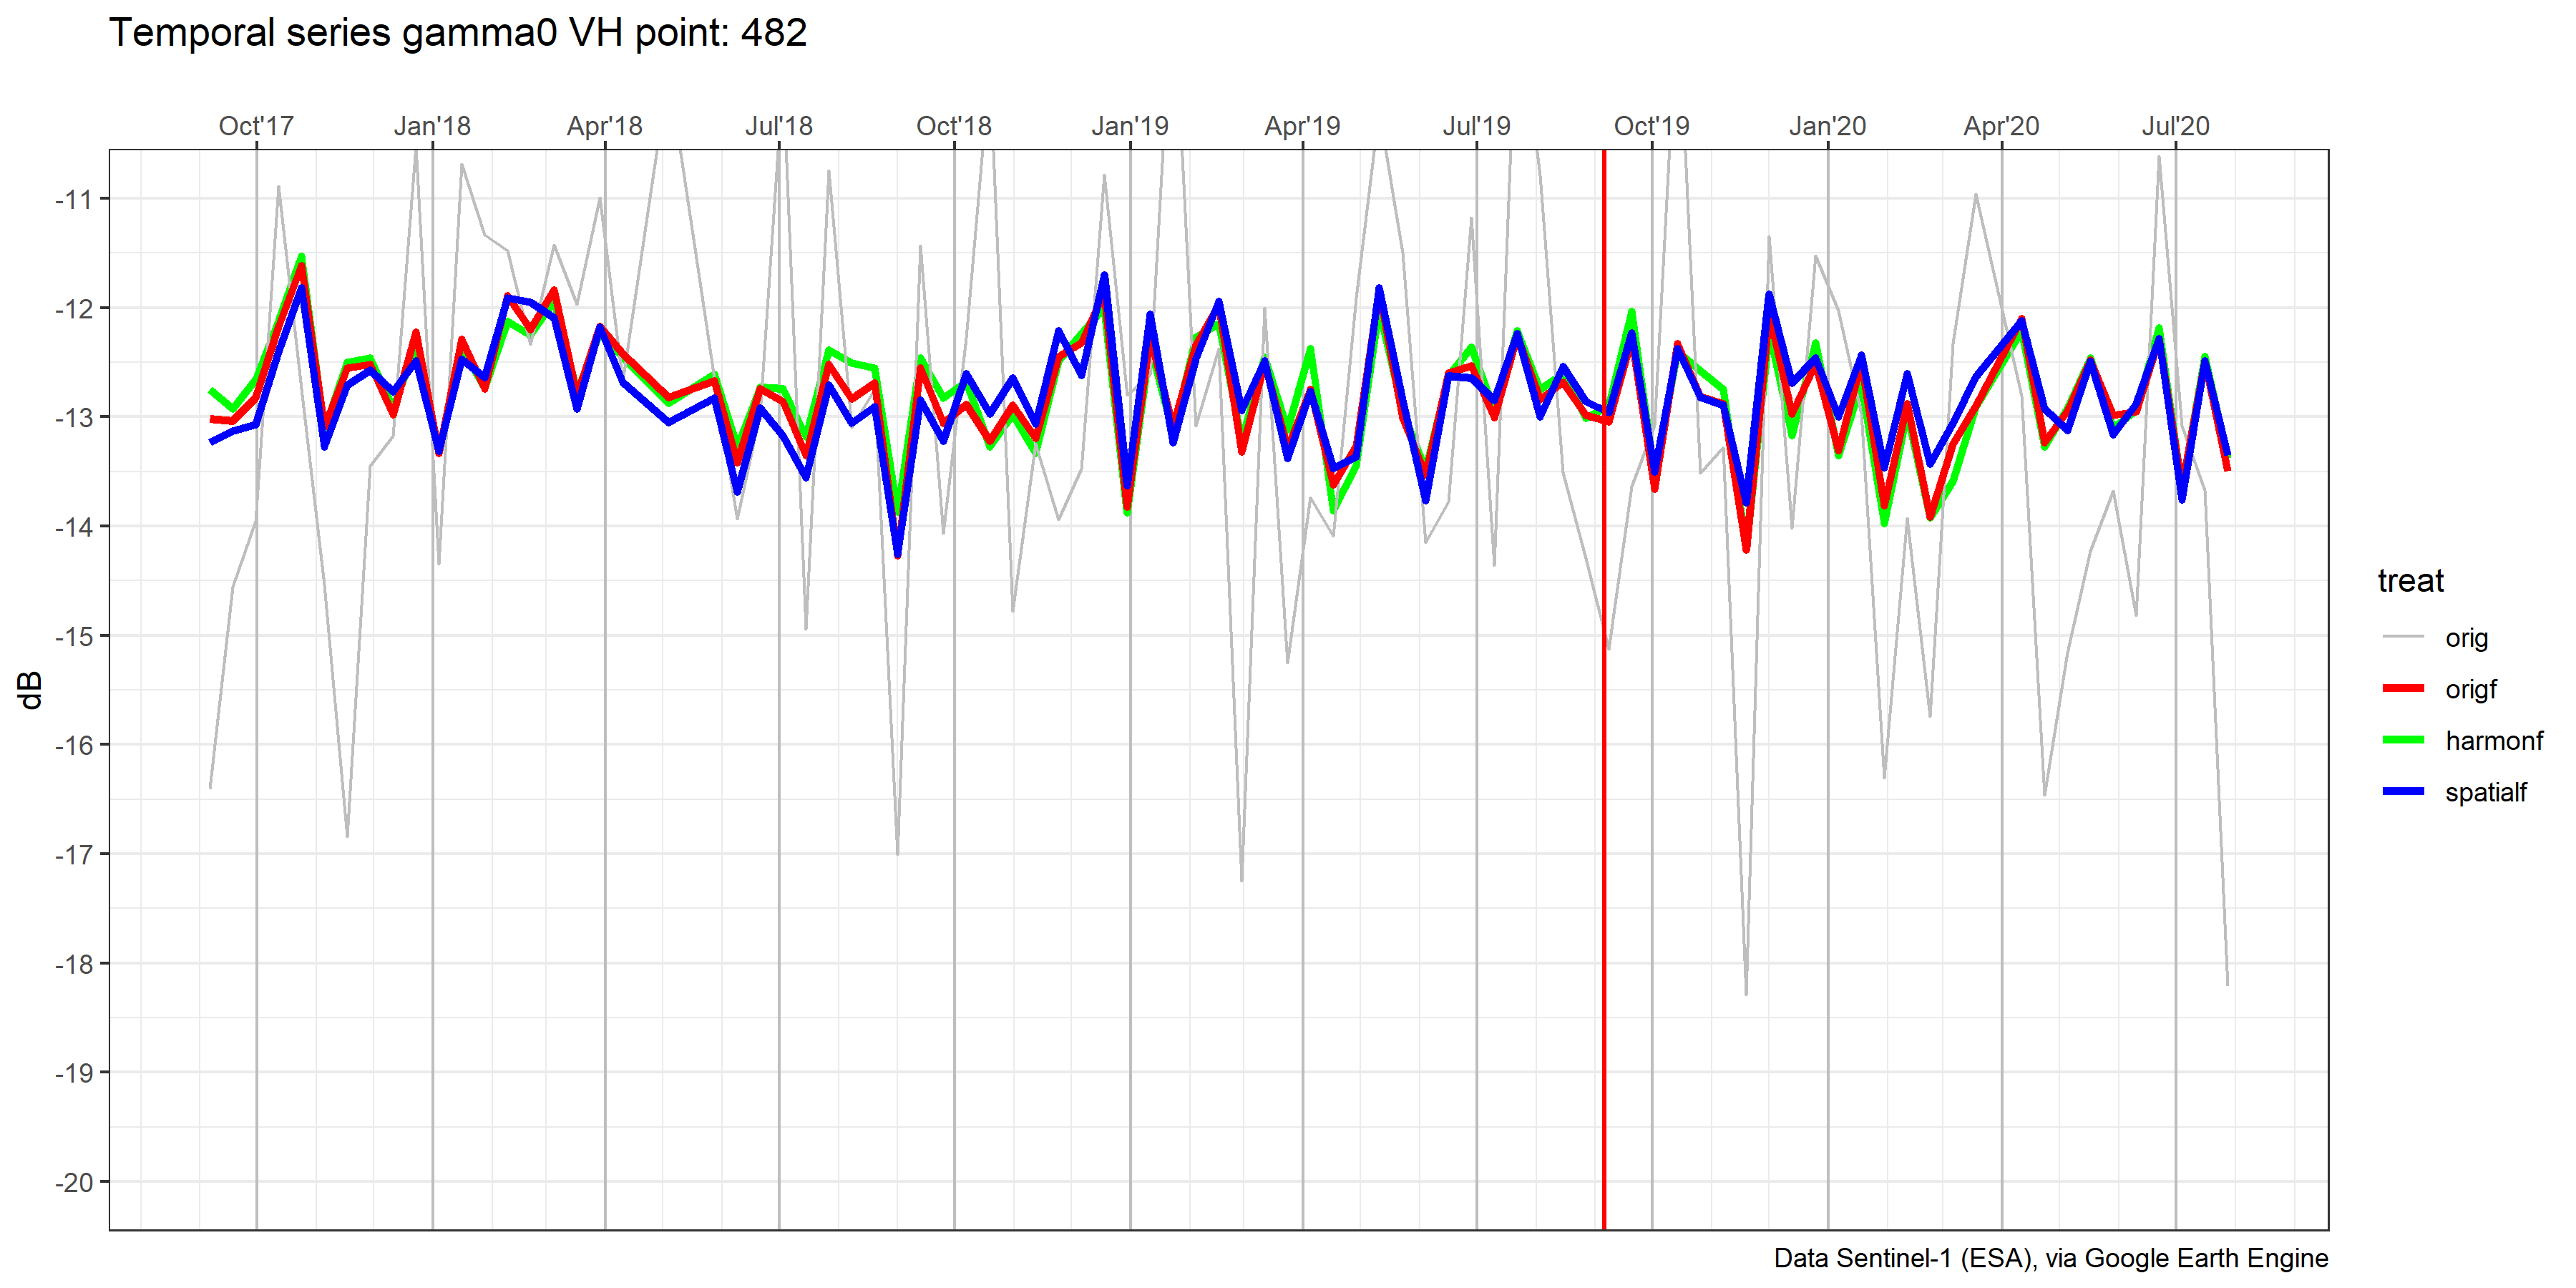 Temporal series gamma0 VH point: 482
Oct'17 Jan'18 Apr'18 Jul'18 Oct'18 Jan'19 Apr'19 Jul'19 Oct'19 Jan'20 Apr'20 Jul'20
-11
-12
-13
-14
-15
-16
-17
-18
-19
-20
dB
treat
orig
origf
harmonf
spatialf
Data Sentinel-1 (ESA), via Google Earth Engine